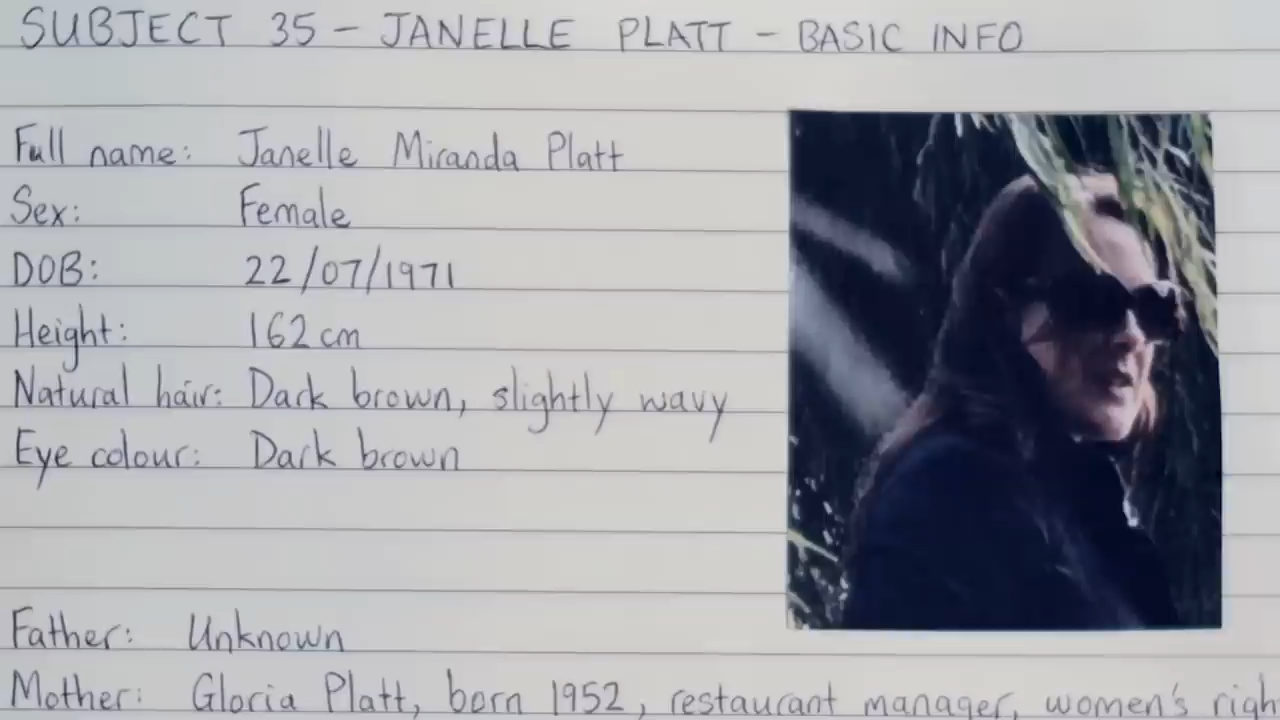 SUBJECT 35 - JANELLE PLATT - BASIC INFO
Full name: Janelle Miranda Platt
Sex: Female
DOB: 22/07/1971
Height: 162 cm
Natural hair: Dark brown, slightly wavy
Eye colour: Dark brown
Father: Unknown
Mother: Gloria Platt, born 1952, restaurant manager, women's